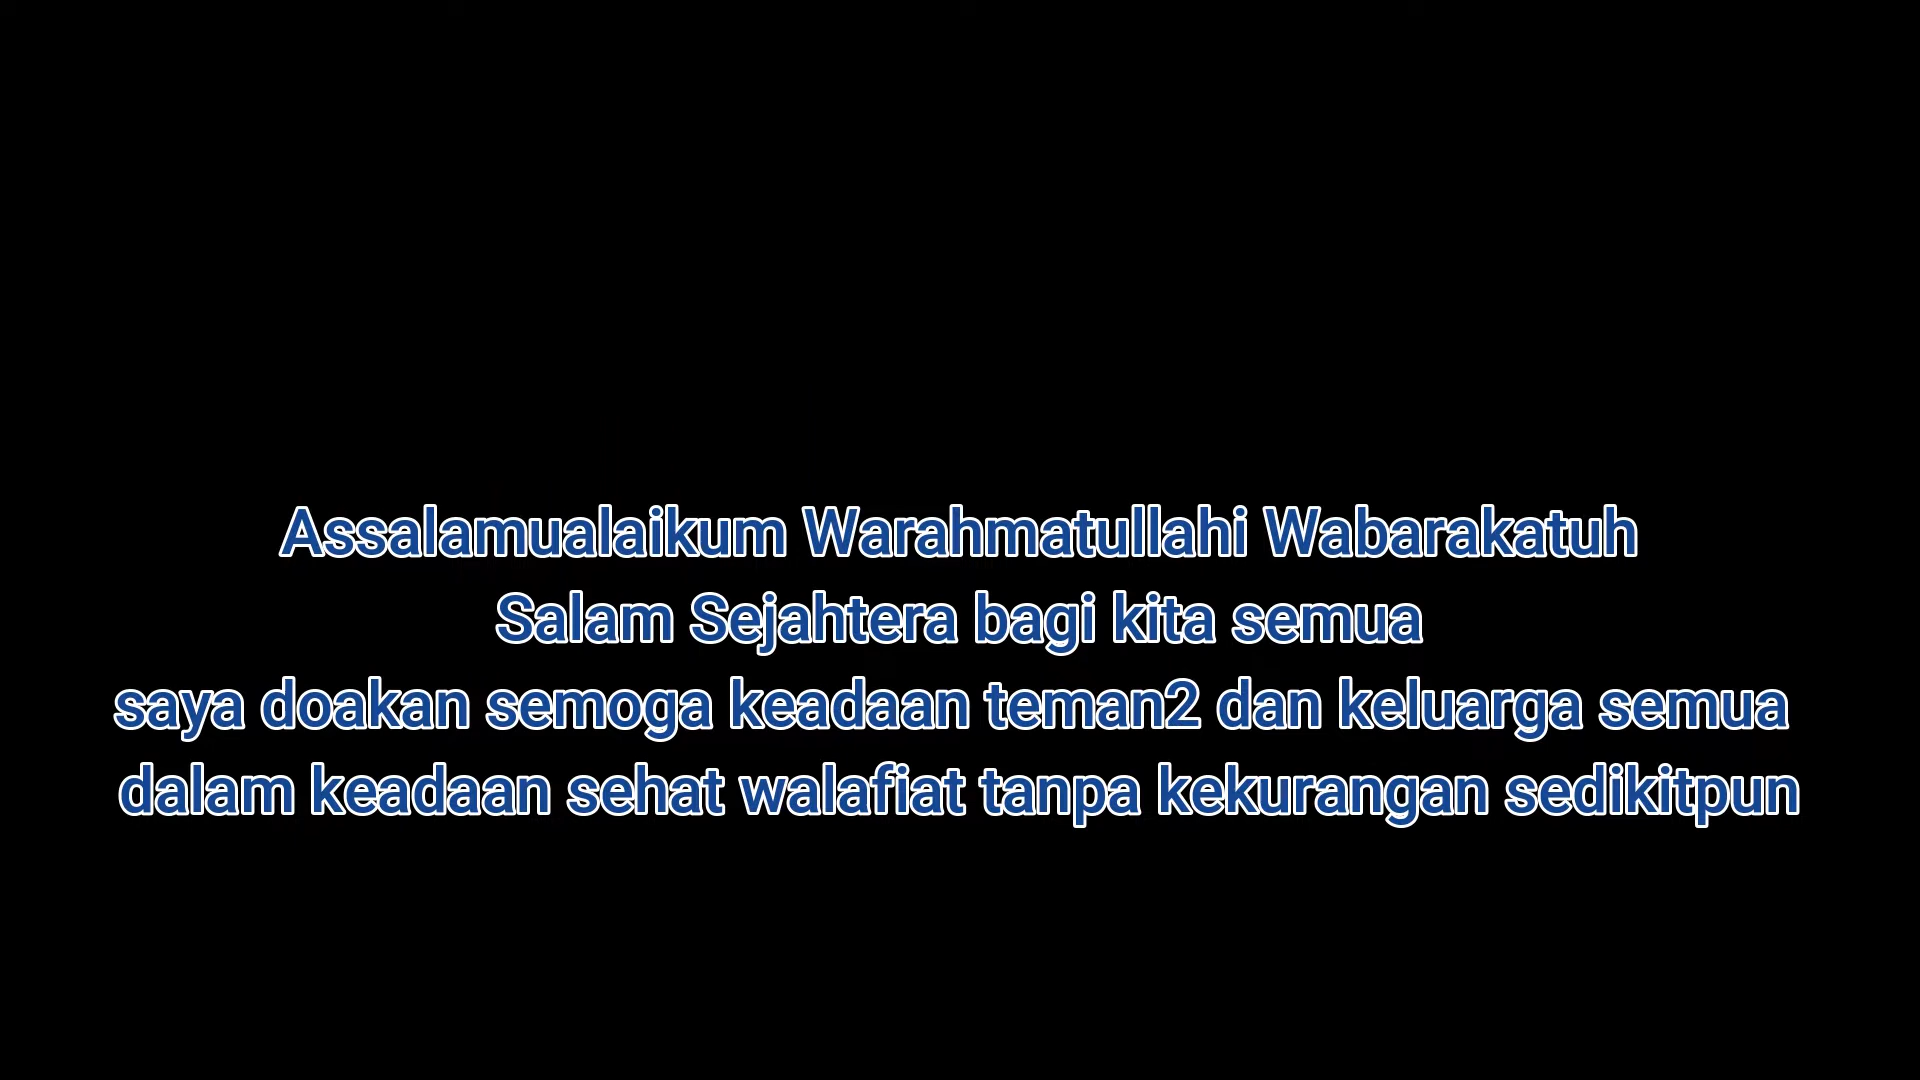 Assalamualaikum Warahmatullahi Wabarakatuh
Salam Sejahtera bagi kita semua
saya doakan semoga keadaan teman2 dan keluarga semua
dalam keadaan sehat walafiat tanpa kekurangan sedikitpun